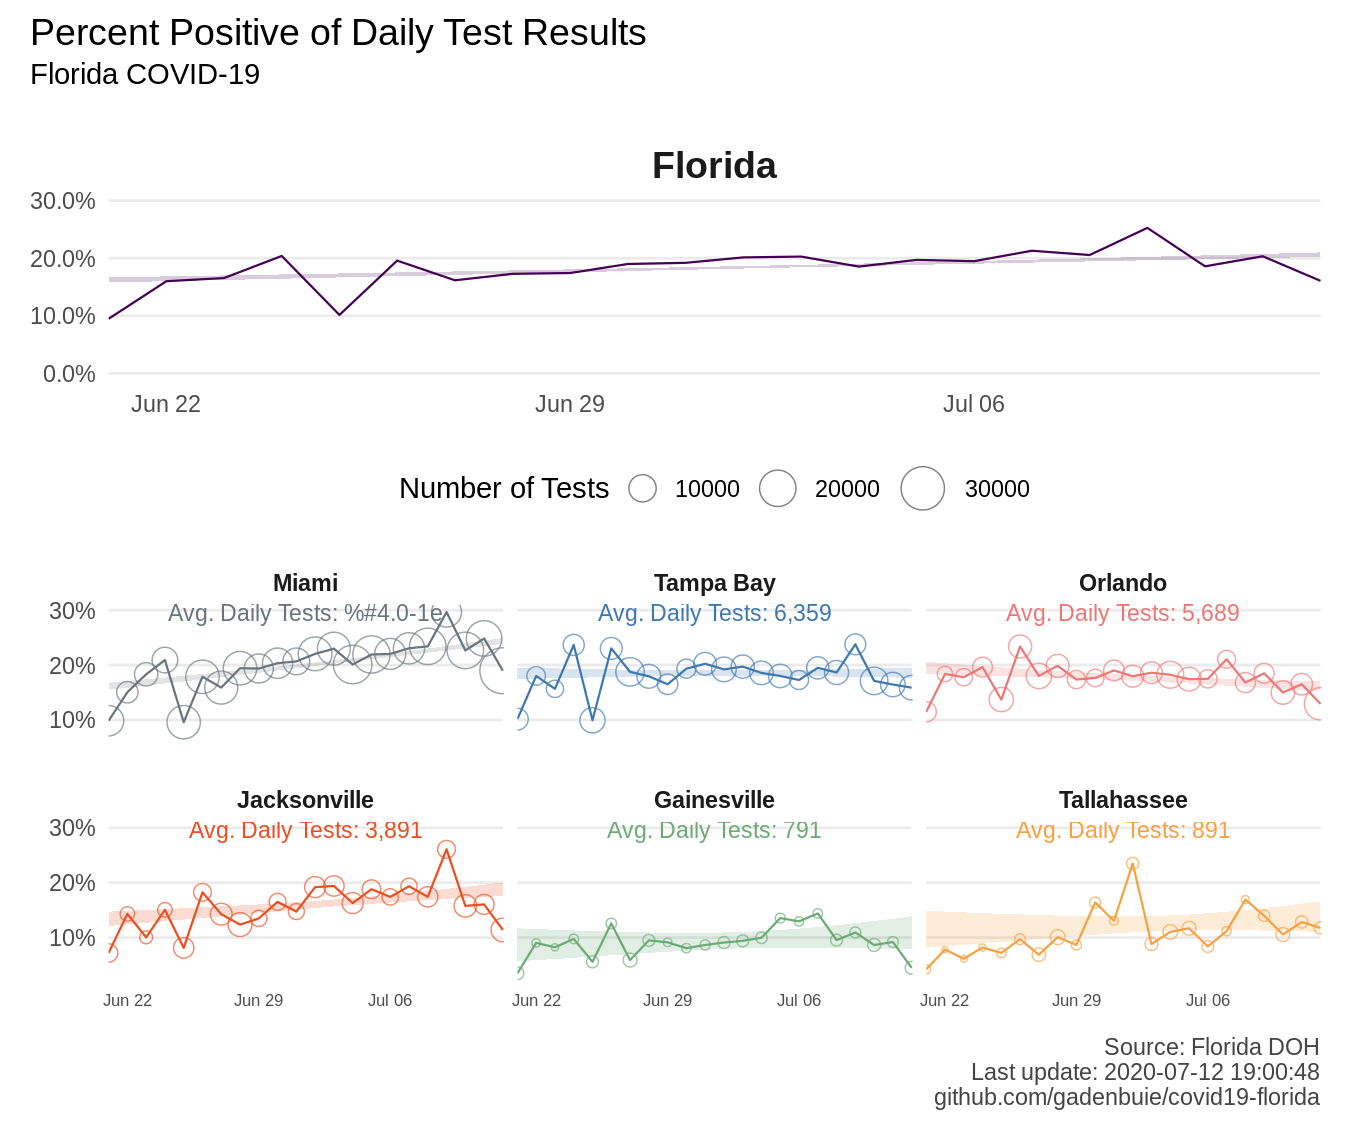 Percent Positive of Daily Test Results
Florida COVID-19
Florida
30.0%
20.0%
10.0%
0.0%
Jun 22 Jun 29 Jul 06
Number of Tests 10000 20000 30000
Miami Tampa Bay Orlando
Avg. Daily Tests: %#4.0-1e Avg. Daily Tests: 6,359 Avg. Daily Tests: 5,689
30%
20%
10%
Jacksonville Gainesville Tallahassee
Avg. Daily Tests: 3,891 Avg. Daily Tests: 791 Avg. Daily Tests: 891
30%
20%
10%
Jun 22 Jun 29 Jul 06 Jun 22 Jun 29 Jul 06 Jun 22 Jun 29 Jul 06
Source: Florida DOH
Last update: 2020-07-12 19:00:48
github.com/gadenbuie/covid19-florida